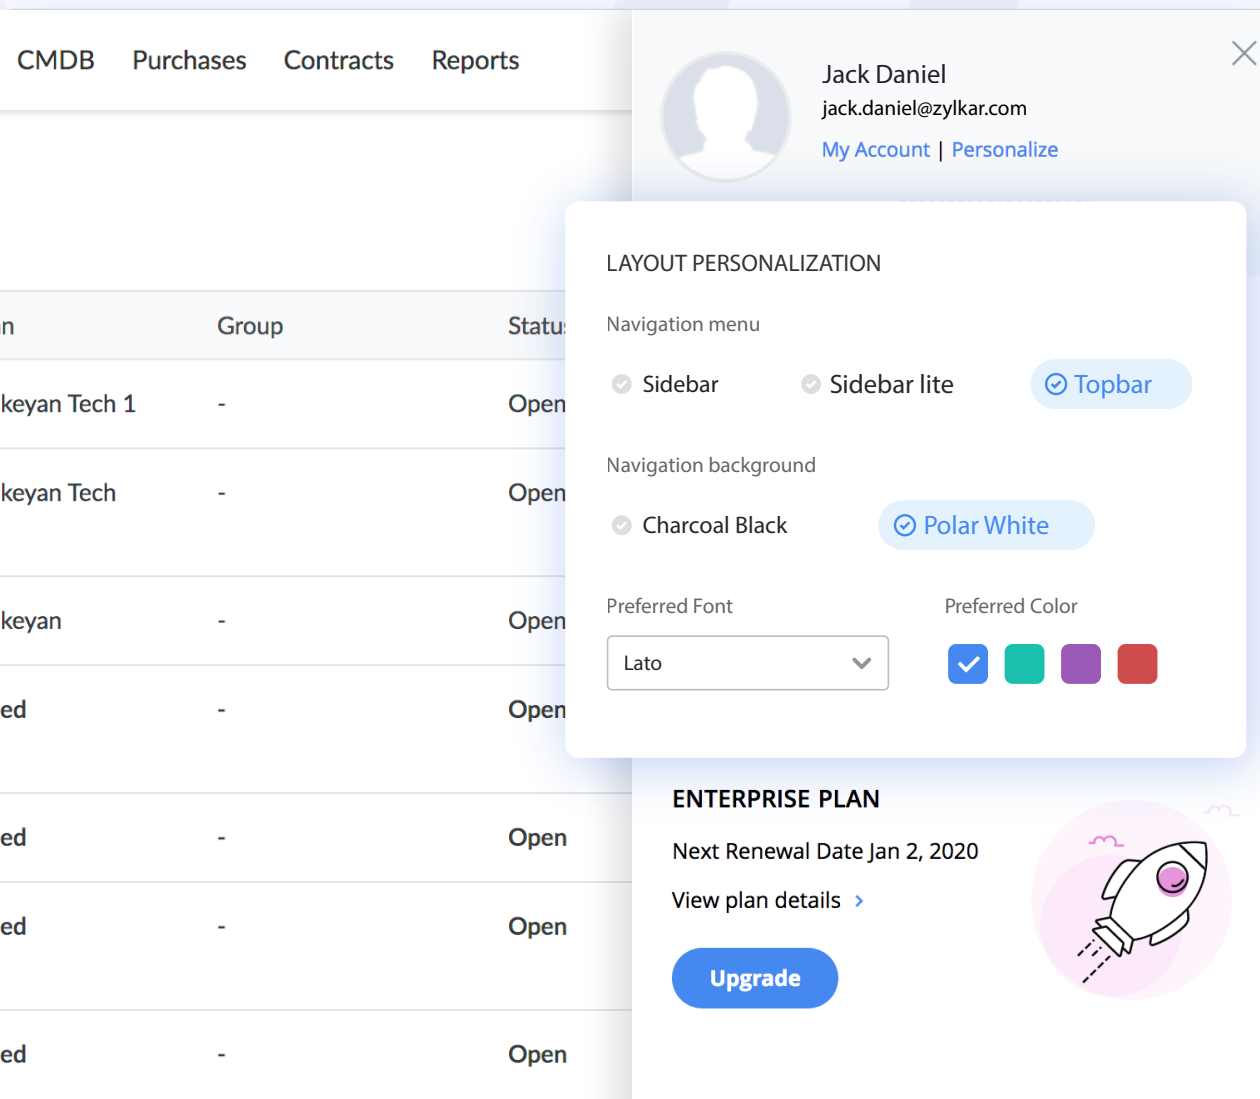 CMDB Purchases Contracts Reports
Jack Daniel
jack.daniel@zylkar.com
My Account | Personalize
LAYOUT PERSONALIZATION
Navigation menu
Sidebar Sidebar lite Topbar
Navigation background
Charcoal Black Polar White
Preferred Font Preferred Color
Lato
Group
keyan Tech 1 - Open
keyan Tech - Open
keyan - Open
ed - Open
ed - Open
ed - Open
ed - Open
ENTERPRISE PLAN
Next Renewal Date Jan 2, 2020
View plan details >
Upgrade